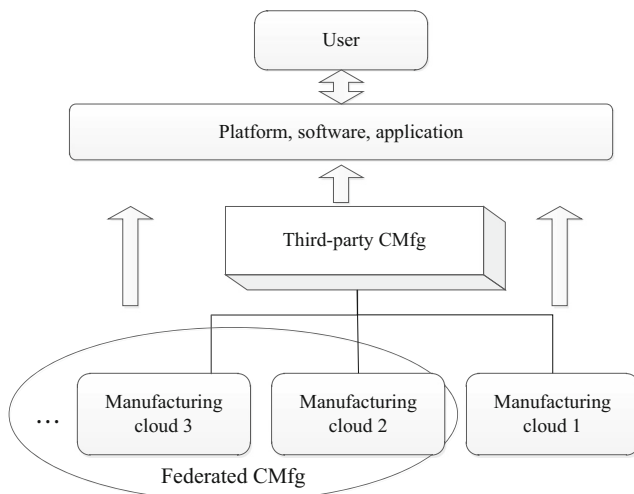 User
Platform, software, application
Third-party CMfg
...
Manufacturing
cloud 3
Manufacturing
cloud 2
Manufacturing
cloud 1
Federated CMfg